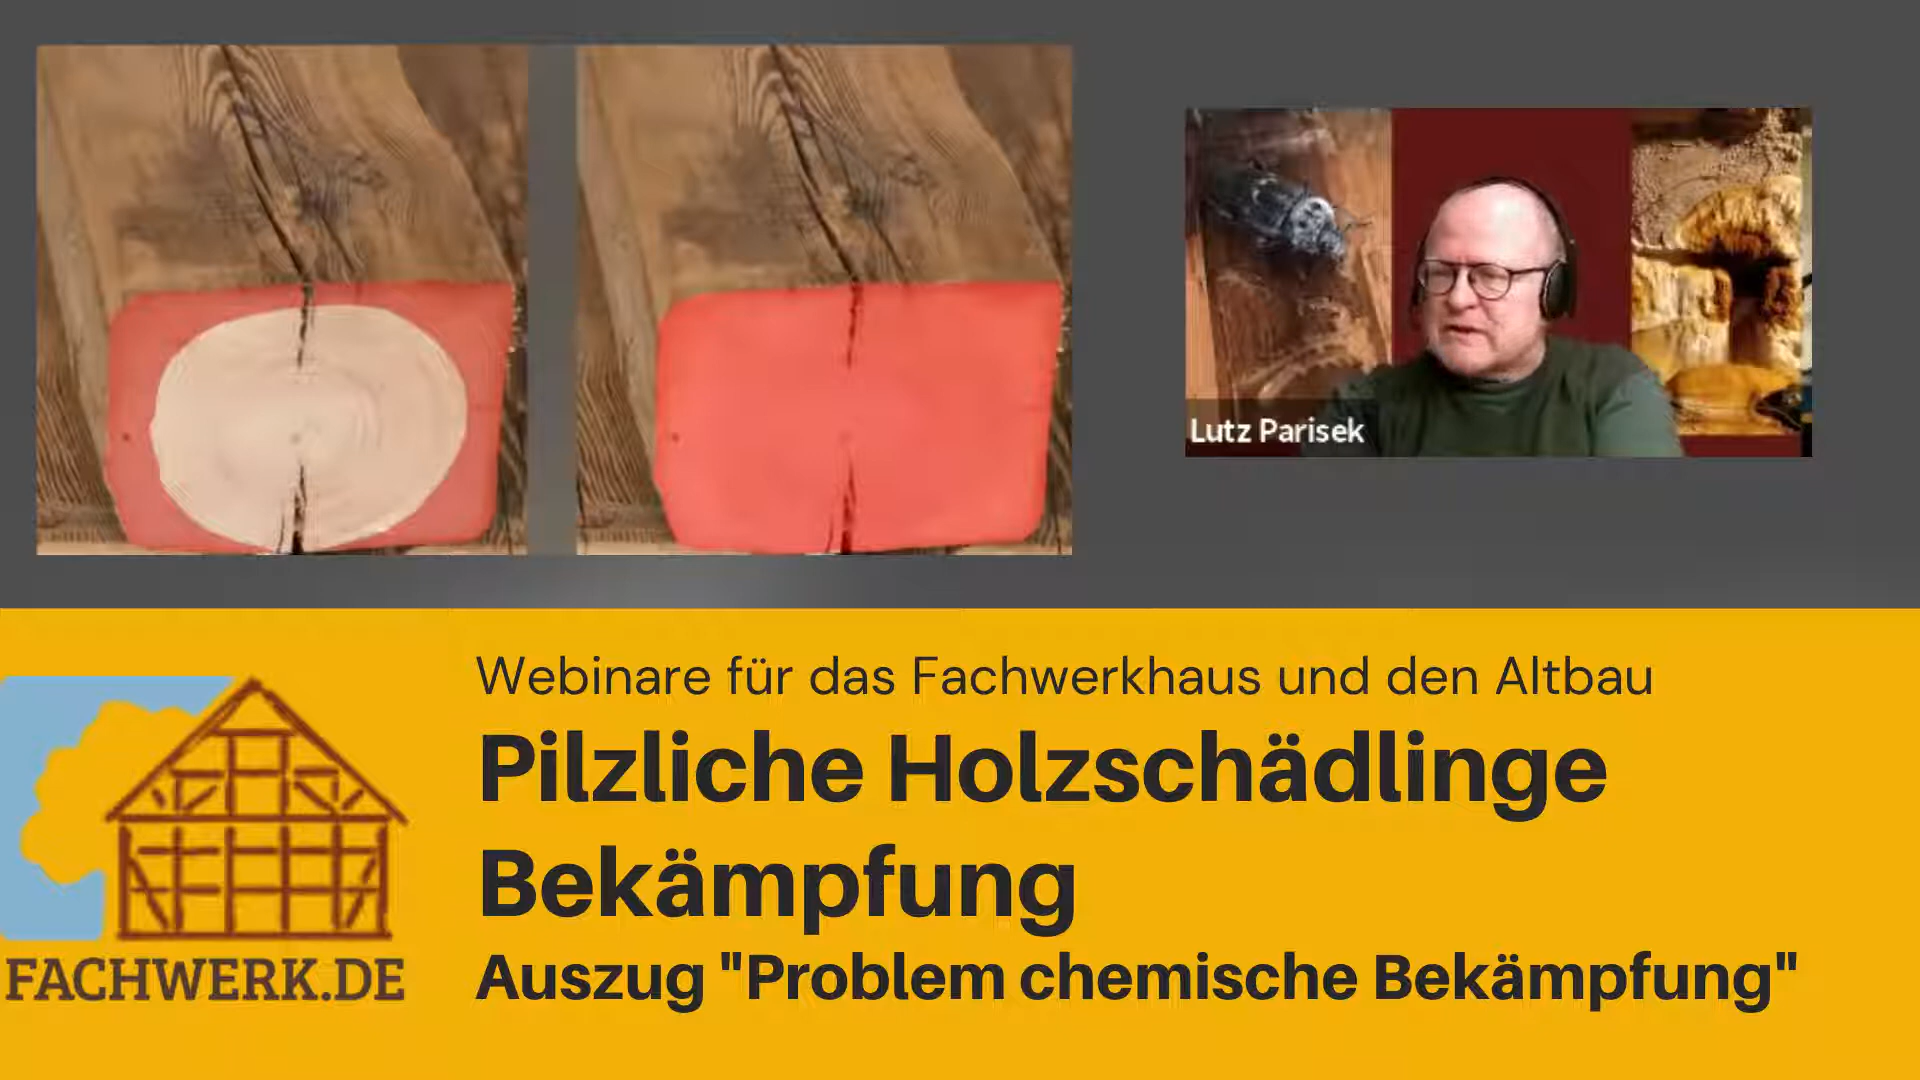 Lutz Parisek
Webinare für das Fachwerkhaus und den Altbau
Pilzliche Holzschädlinge
Bekämpfung
Auszug "Problem chemische Bekämpfung"
FACHWERK.DE